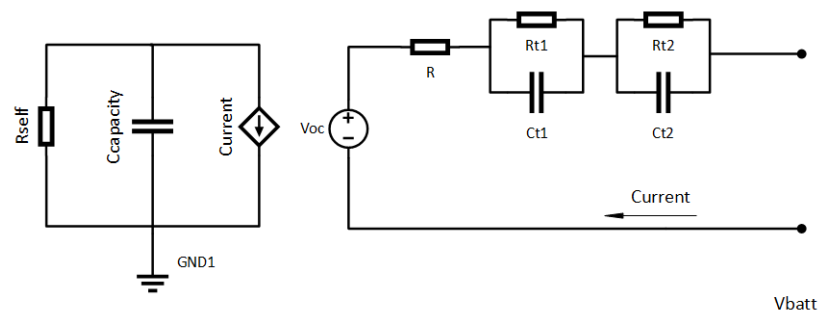 Rself
Ccapacity
Current
GND1
Voc
+
−
R
Rt1
Ct1
Rt2
Ct2
Current
Vbatt